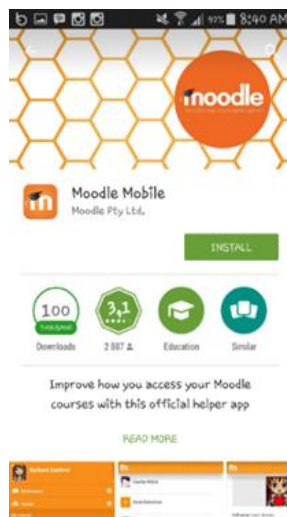 92% 8:40 AM
moodle
Moodle Mobile
Moodle Pty Ltd.
INSTALL
100
THOUSAND
3,1
Downloads
2 887
Education
Similar
Improve how you access your Moodle
courses with this official helper app
READ MORE